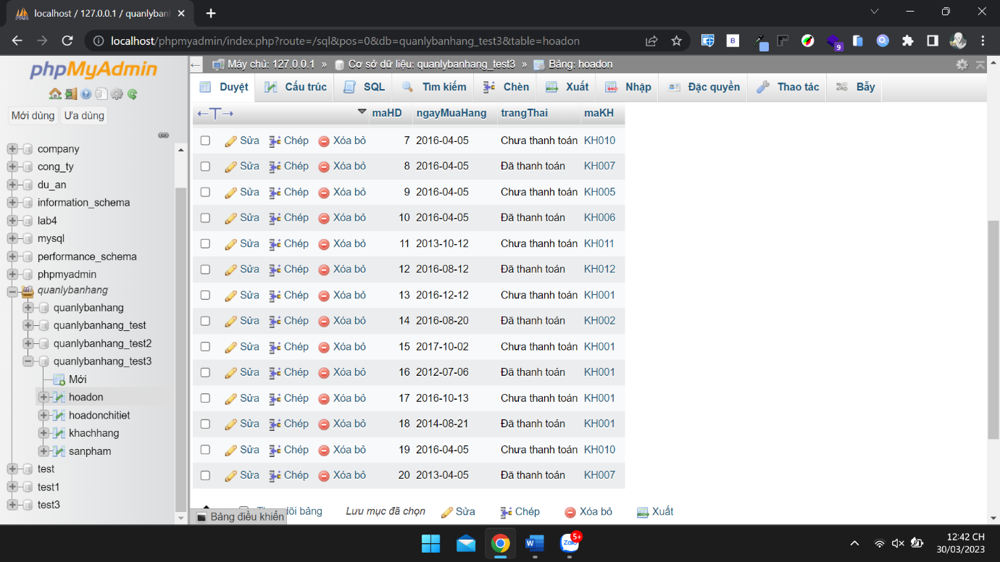 localhost / 127.0.0.1 / quanlybanh
localhost/phpmyadmin/index.php?route=/sql&pos=0&db=quanlybanhang_test3&table=hoadon
B
9
phpMyAdmin
Mới dùng Ưa dùng
company
cong_ty
du_an
information_schema
lab4
mysql
performance_schema
phpmyadmin
quanlybanhang
quanlybanhang
quanlybanhang_test
quanlybanhang_test2
quanlybanhang_test3
Mới
hoadon
hoadonchitiet
khachhang
sanpham
test
test1
test3
Máy chủ: 127.0.0.1 » Cơ sở dữ liệu: quanlybanhang_test3 » Bảng: hoadon
Duyệt Cấu trúc SQL Tìm kiếm Chèn Xuất Nhập Đặc quyền Thao tác Bẫy
←T→ maHD ngayMuaHang trangThai maKH
Sửa Chép Xóa bỏ 7 2016-04-05 Chưa thanh toán KH010
Sửa Chép Xóa bỏ 8 2016-04-05 Đã thanh toán KH007
Sửa Chép Xóa bỏ 9 2016-04-05 Chưa thanh toán KH005
Sửa Chép Xóa bỏ 10 2016-04-05 Đã thanh toán KH006
Sửa Chép Xóa bỏ 11 2013-10-12 Chưa thanh toán KH011
Sửa Chép Xóa bỏ 12 2016-08-12 Đã thanh toán KH012
Sửa Chép Xóa bỏ 13 2016-12-12 Chưa thanh toán KH001
Sửa Chép Xóa bỏ 14 2016-08-20 Đã thanh toán KH002
Sửa Chép Xóa bỏ 15 2017-10-02 Chưa thanh toán KH001
Sửa Chép Xóa bỏ 16 2012-07-06 Đã thanh toán KH001
Sửa Chép Xóa bỏ 17 2016-10-13 Chưa thanh toán KH001
Sửa Chép Xóa bỏ 18 2014-08-21 Đã thanh toán KH001
Sửa Chép Xóa bỏ 19 2016-04-05 Chưa thanh toán KH010
Sửa Chép Xóa bỏ 20 2013-04-05 Đã thanh toán KH007
bảng Lưu mục đã chọn Sửa Chép Xóa bỏ Xuất
Bảng điều khiển
W Zalo 5+
12:42 CH
30/03/2023